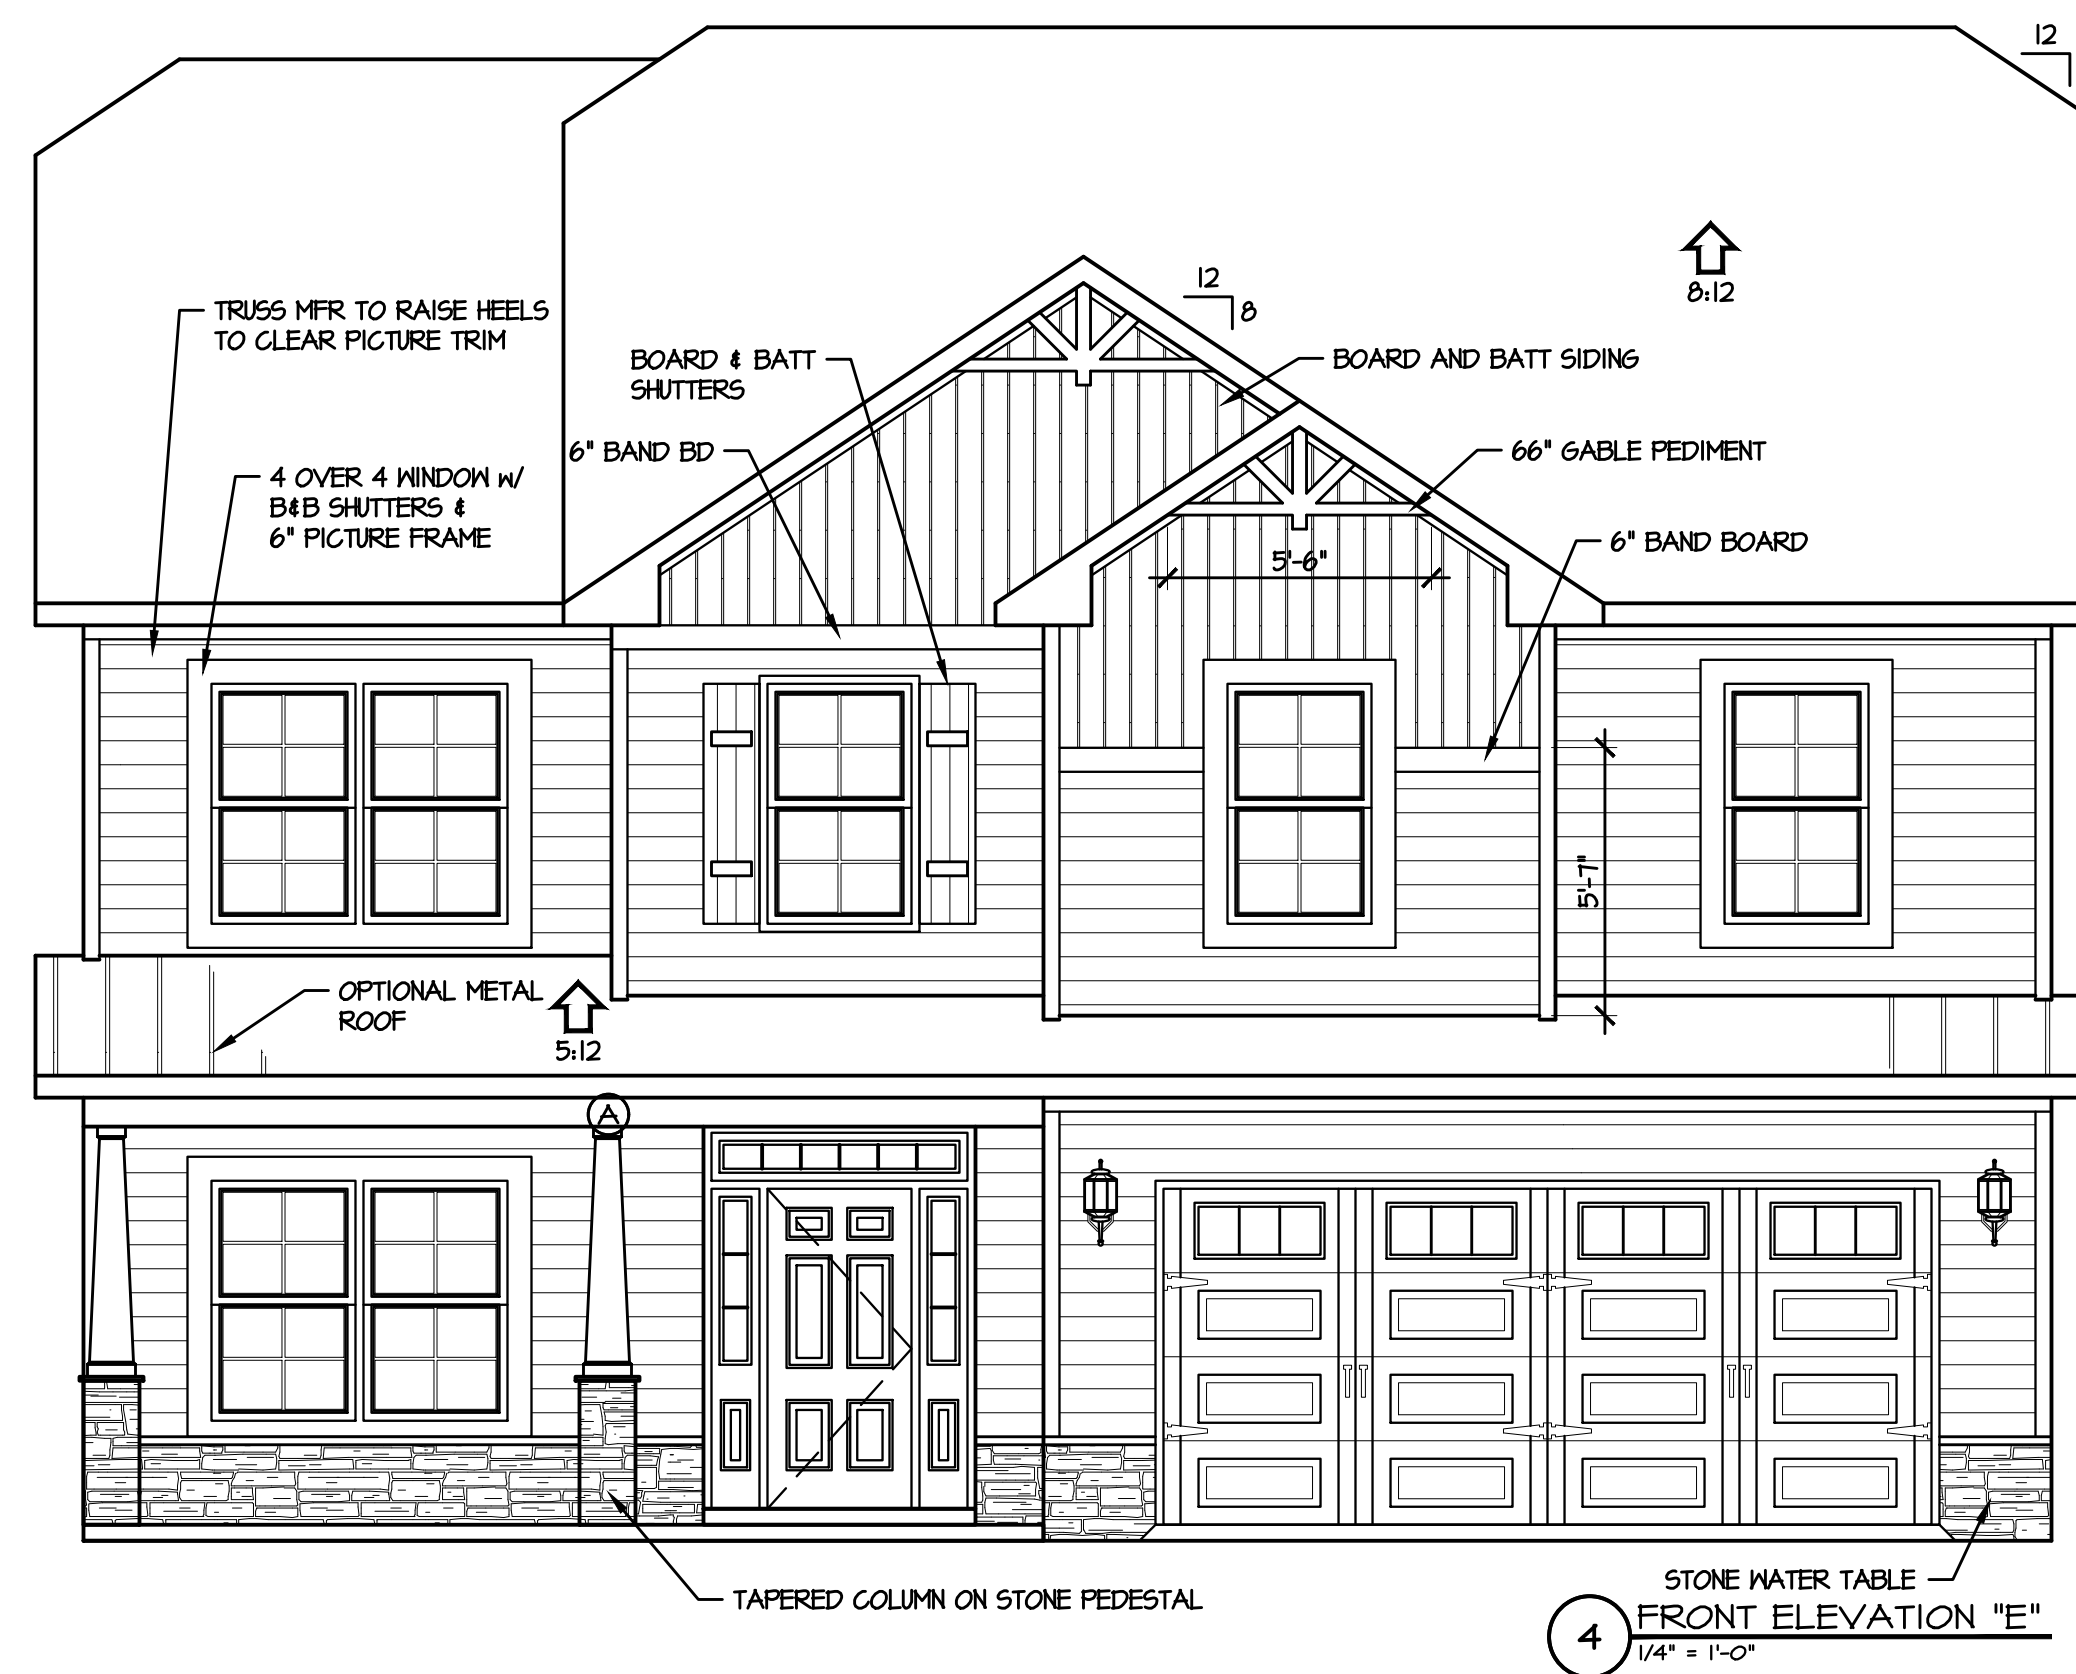 12
12
8
8:12
TRUSS MFR TO RAISE HEELS
TO CLEAR PICTURE TRIM
BOARD & BATT
SHUTTERS
BOARD AND BATT SIDING
6" BAND BD
66" GABLE PEDIMENT
4 OVER 4 WINDOW w/
B&B SHUTTERS &
6" PICTURE FRAME
6" BAND BOARD
5'-6"
5'-7"
OPTIONAL METAL
ROOF
5:12
A
STONE WATER TABLE
TAPERED COLUMN ON STONE PEDESTAL
4
FRONT ELEVATION "E"
1/4" = 1'-0"